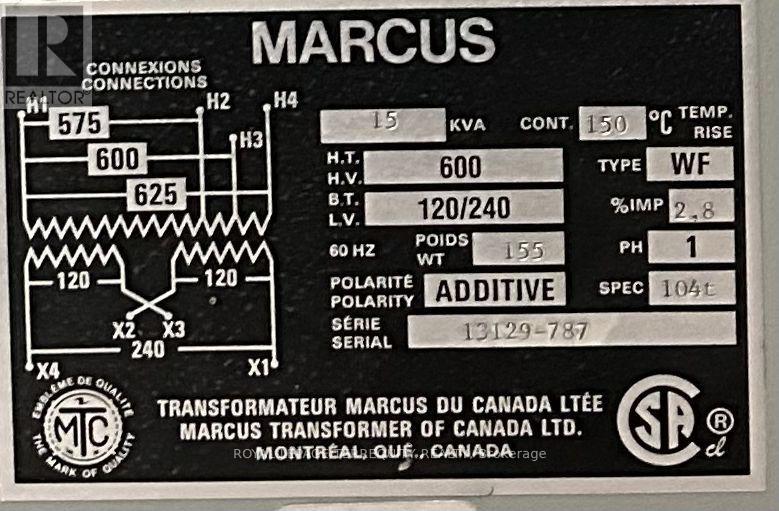 MARCUS
CONNEXIONS
CONNECTIONS
H1 H2 H4
575
H3
600
625
120 120
X2 X3
240
X4 X1
15 KVA CONT. 150 °C TEMP. RISE
H.T. H.V. 600 TYPE WF
B.T. L.V. 120/240 %IMP 2.8
60 HZ POIDS WT 155 PH 1
POLARITÉ POLARITY ADDITIVE SPEC 104t
SÉRIE SERIAL 13129-787
EMBLÈME DE QUALITÉ
MTC
THE MARK OF QUALITY
TRANSFORMATEUR MARCUS DU CANADA LTÉE
MARCUS TRANSFORMER OF CANADA LTD.
MONTRÉAL QUÉ., CANADA
SA ® cl
R
REALTOR®